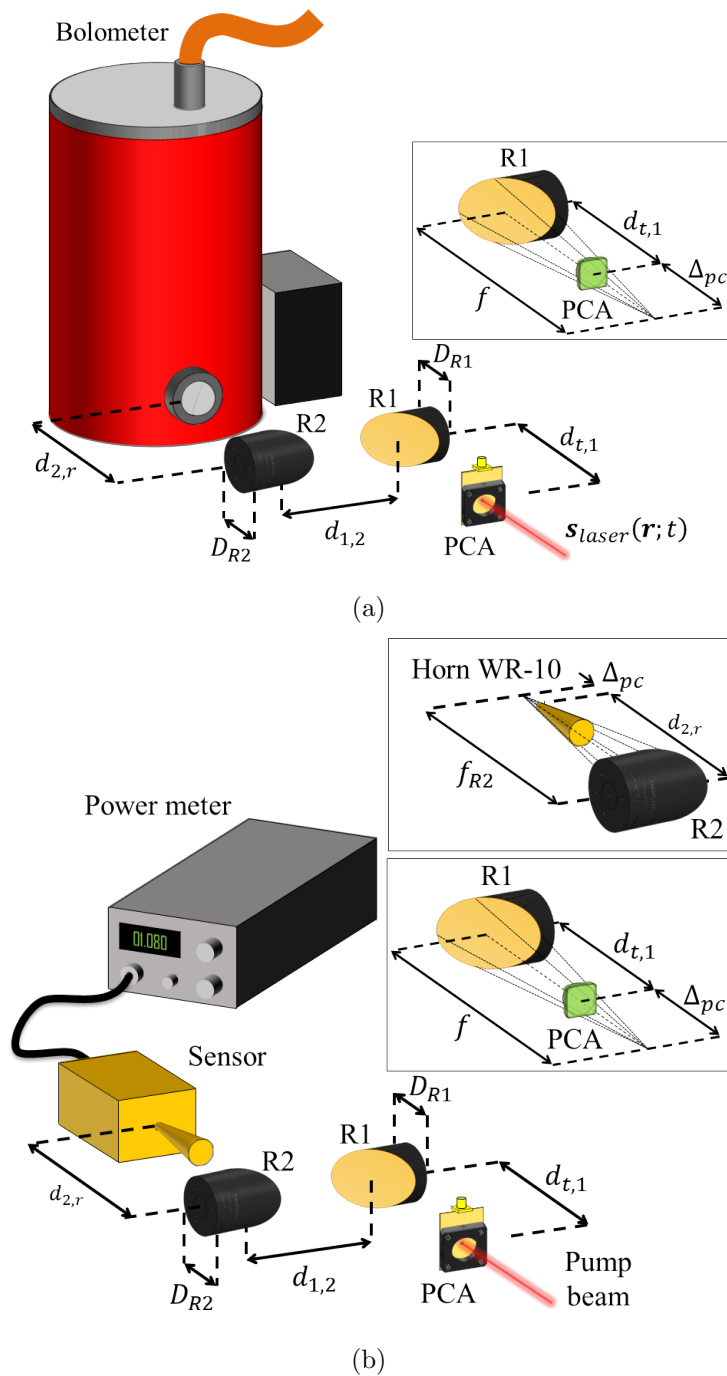 Bolometer
R1
d_{t,1}
Δ_{pc}
PCA
f
D_{R1}
R1
R2
d_{t,1}
d_{2,r}
D_{R2}
d_{1,2}
PCA
s_{laser}(r; t)
(a)
Horn WR-10
Δ_{pc}
d_{2,r}
f_{R2}
R2
Power meter
01.080
R1
d_{t,1}
Δ_{pc}
PCA
f
Sensor
D_{R1}
R1
R2
d_{t,1}
d_{2,r}
D_{R2}
d_{1,2}
PCA
Pump
beam
(b)